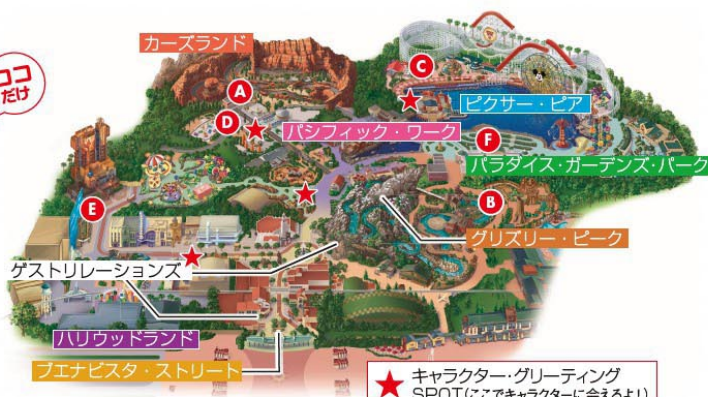 カーズランド
ココ
だけ
C
A
ピクサー・ピア
D
パシフィック・ワーク
F
パラダイス・ガーデンズ・パーク
E
B
グリズリー・ピーク
ゲストリレーションズ
ハリウッドランド
ブエナビスタ・ストリート
★ キャラクター・グリーティング
SPOT(ここでキャラクターに会えるよ!)